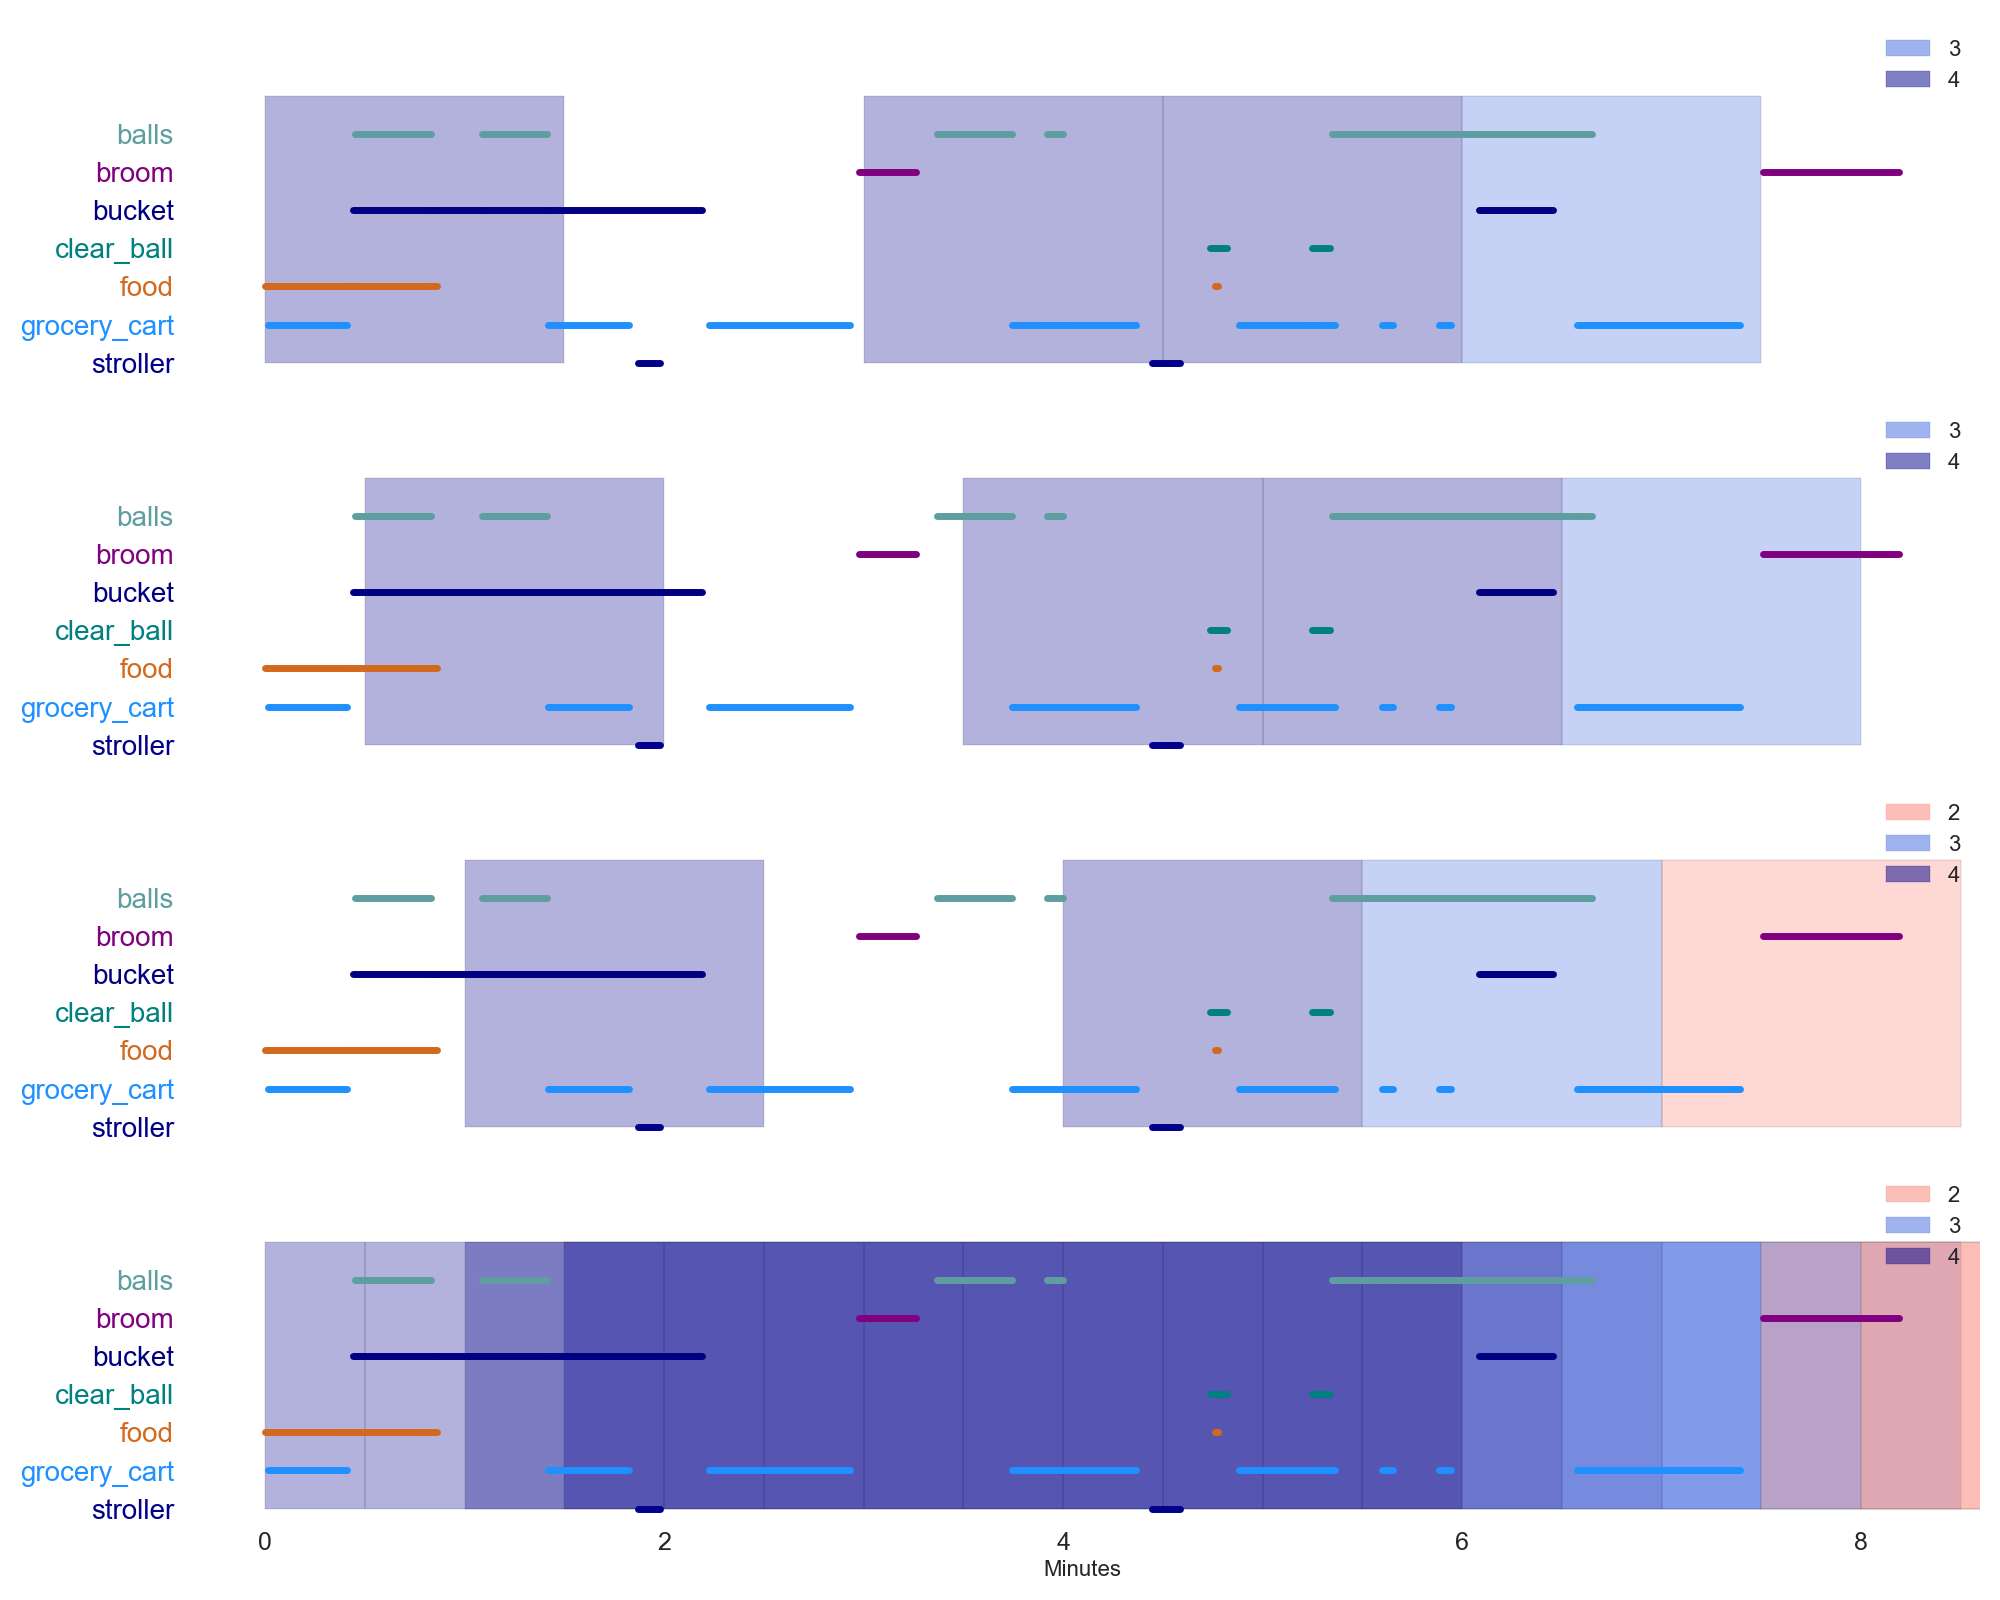 3
4
balls
broom
bucket
clear_ball
food
grocery_cart
stroller
3
4
balls
broom
bucket
clear_ball
food
grocery_cart
stroller
2
3
4
balls
broom
bucket
clear_ball
food
grocery_cart
stroller
2
3
4
balls
broom
bucket
clear_ball
food
grocery_cart
stroller
0 2 4 6 8
Minutes